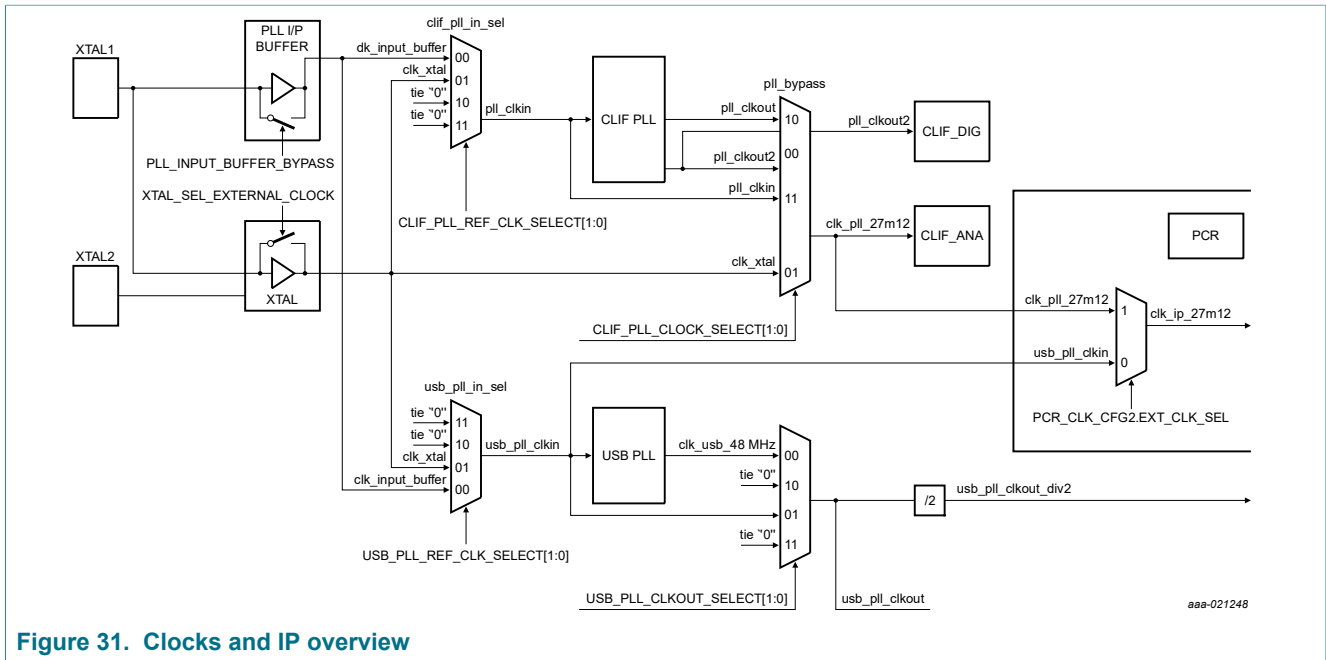 XTAL1
PLL I/P
BUFFER
PLL_INPUT_BUFFER_BYPASS
XTAL_SEL_EXTERNAL_CLOCK
XTAL2
XTAL
clif_pll_in_sel
dk_input_buffer
00
clk_xtal
01
tie `'0''
10
tie `'0''
11
pll_clkin
CLIF_PLL_REF_CLK_SELECT[1:0]
CLIF PLL
pll_bypass
pll_clkout
10
00
pll_clkout2
pll_clkin
11
clk_xtal
01
CLIF_PLL_CLOCK_SELECT[1:0]
pll_clkout2
CLIF_DIG
clk_pll_27m12
CLIF_ANA
PCR
clk_pll_27m12
1
clk_ip_27m12
usb_pll_clkin
0
PCR_CLK_CFG2.EXT_CLK_SEL
usb_pll_in_sel
tie `'0''
11
tie `'0''
10
clk_xtal
01
clk_input_buffer
00
usb_pll_clkin
USB_PLL_REF_CLK_SELECT[1:0]
USB PLL
clk_usb_48 MHz
00
tie `'0''
10
01
tie `'0''
11
USB_PLL_CLKOUT_SELECT[1:0]
/2
usb_pll_clkout_div2
usb_pll_clkout
aaa-021248
Figure 31. Clocks and IP overview